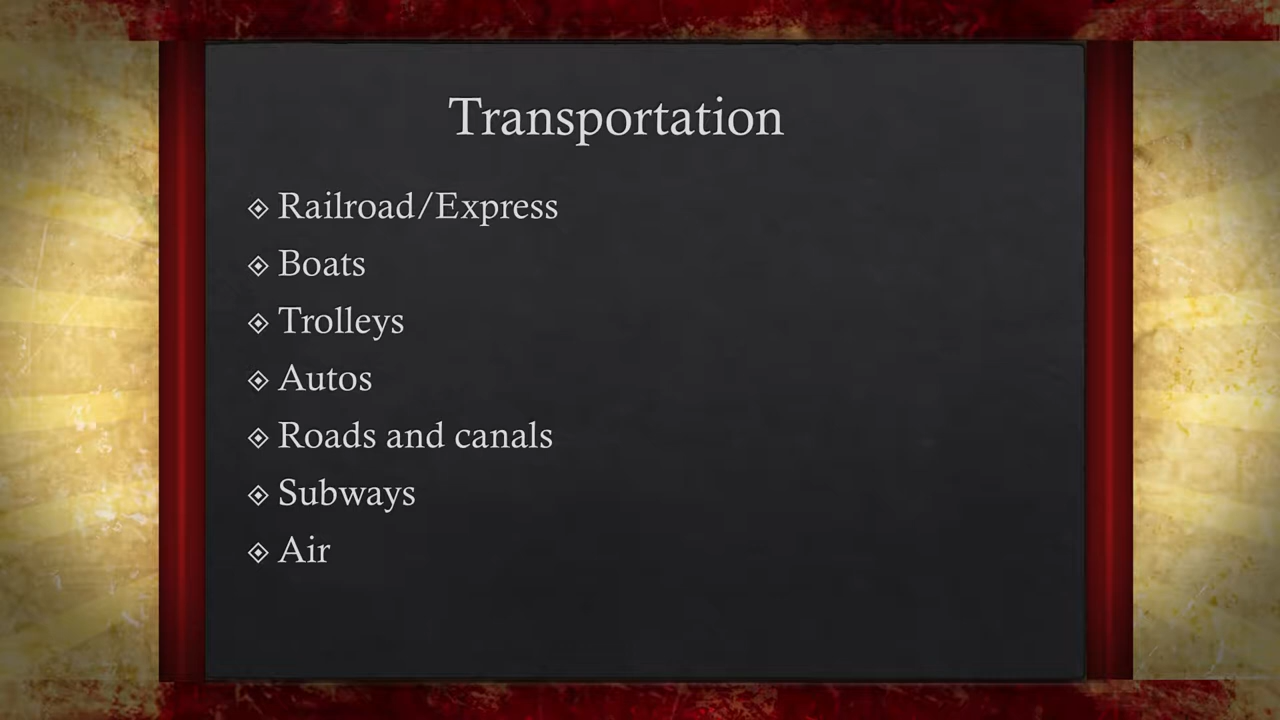 Transportation
Railroad/Express
Boats
Trolleys
Autos
Roads and canals
Subways
Air